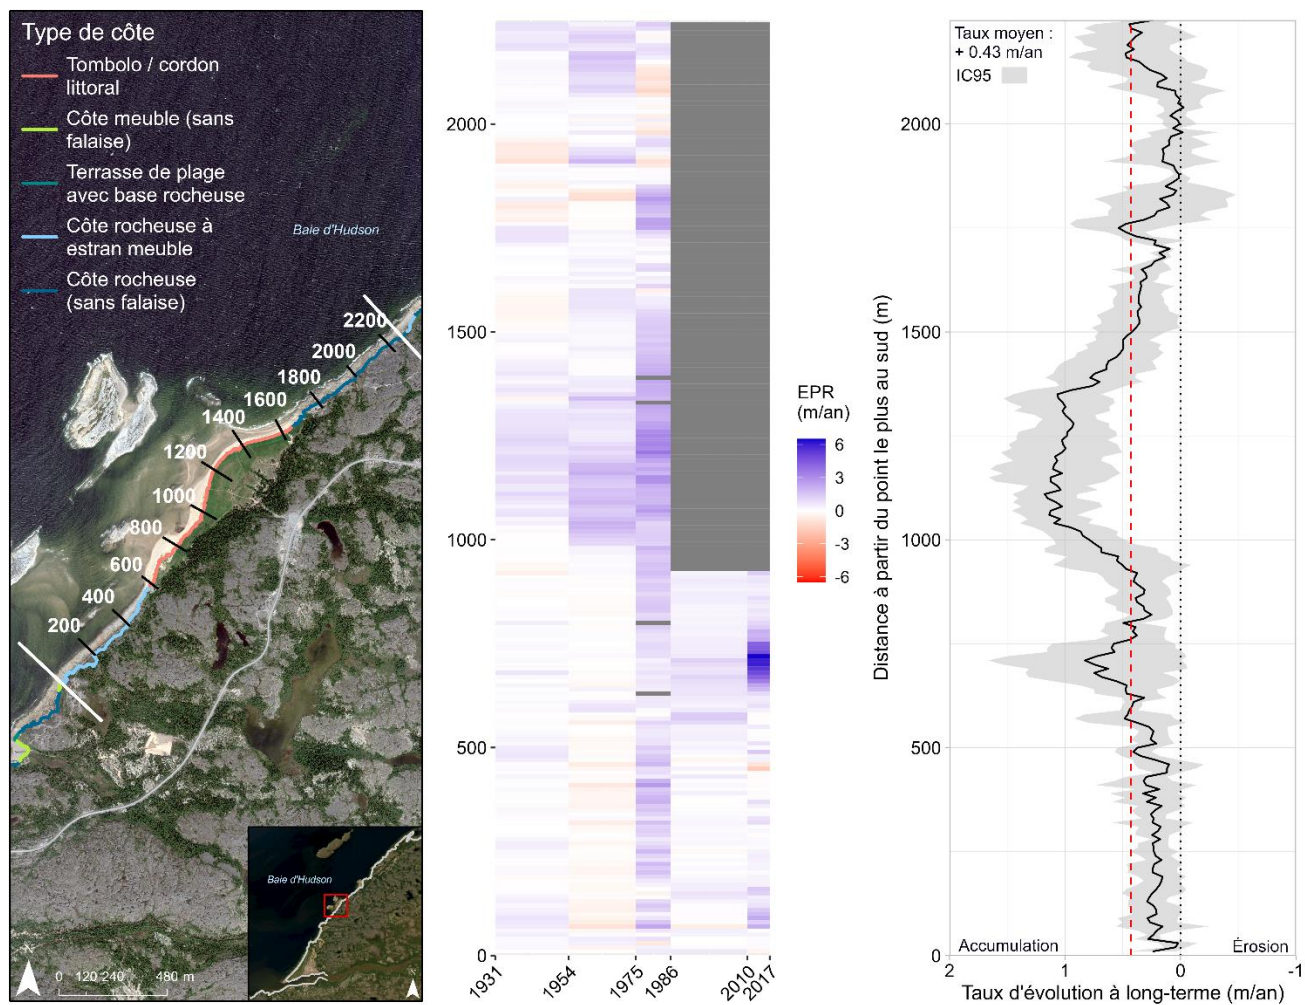 Type de côte
Tombolo / cordon
littoral
Côte meuble (sans
falaise)
Terrasse de plage
avec base rocheuse
Côte rocheuse à
estran meuble
Côte rocheuse
(sans falaise)
Baie d'Hudson
2200
2000
1800
1600
1400
1200
1000
800
600
400
200
Baie d'Hudson
0 120 240 480 m
2000
1500
1000
500
0
1931
1954
1975
1986
2010
2017
EPR
(m/an)
6
3
0
-3
-6
Distance à partir du point le plus au sud (m)
Taux moyen :
+ 0.43 m/an
IC95
2000
1500
1000
500
0
Accumulation
Érosion
2 1 0 -1
Taux d'évolution à long-terme (m/an)